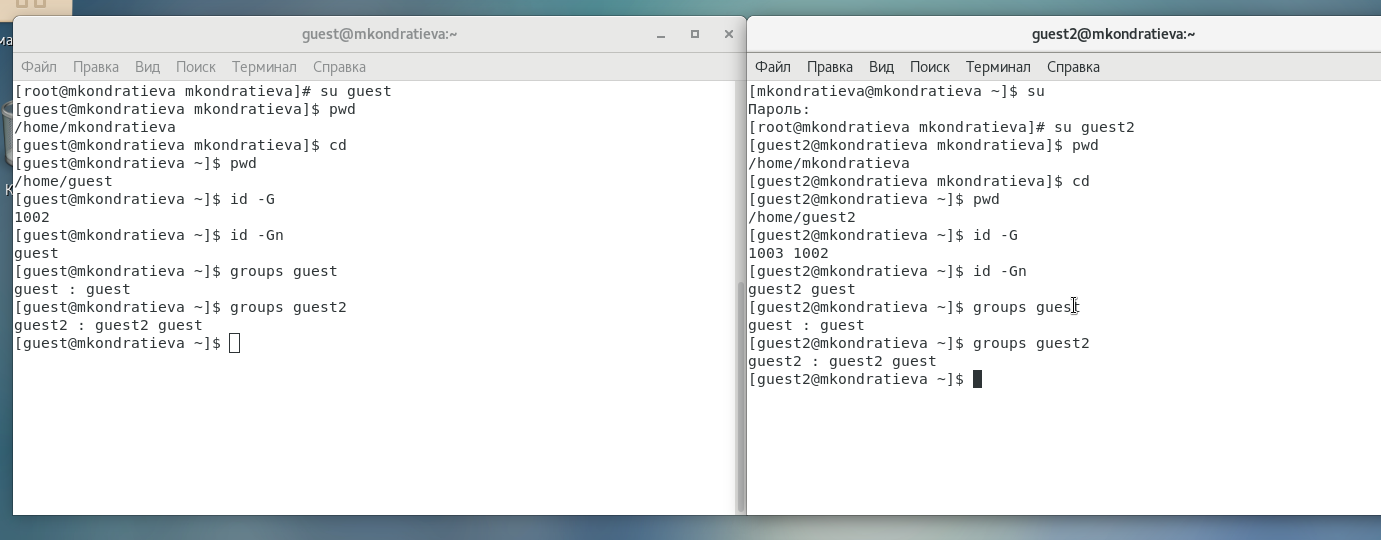 ма
К
guest@mkondratieva:~
Файл Правка Вид Поиск Терминал Справка
[root@mkondratieva mkondratieva]# su guest
[guest@mkondratieva mkondratieva]$ pwd
/home/mkondratieva
[guest@mkondratieva mkondratieva]$ cd
[guest@mkondratieva ~]$ pwd
/home/guest
[guest@mkondratieva ~]$ id -G
1002
[guest@mkondratieva ~]$ id -Gn
guest
[guest@mkondratieva ~]$ groups guest
guest : guest
[guest@mkondratieva ~]$ groups guest2
guest2 : guest2 guest
[guest@mkondratieva ~]$
guest2@mkondratieva:~
Файл Правка Вид Поиск Терминал Справка
[mkondratieva@mkondratieva ~]$ su
Пароль:
[root@mkondratieva mkondratieva]# su guest2
[guest2@mkondratieva mkondratieva]$ pwd
/home/mkondratieva
[guest2@mkondratieva mkondratieva]$ cd
[guest2@mkondratieva ~]$ pwd
/home/guest2
[guest2@mkondratieva ~]$ id -G
1003 1002
[guest2@mkondratieva ~]$ id -Gn
guest2 guest
[guest2@mkondratieva ~]$ groups guest
guest : guest
[guest2@mkondratieva ~]$ groups guest2
guest2 : guest2 guest
[guest2@mkondratieva ~]$